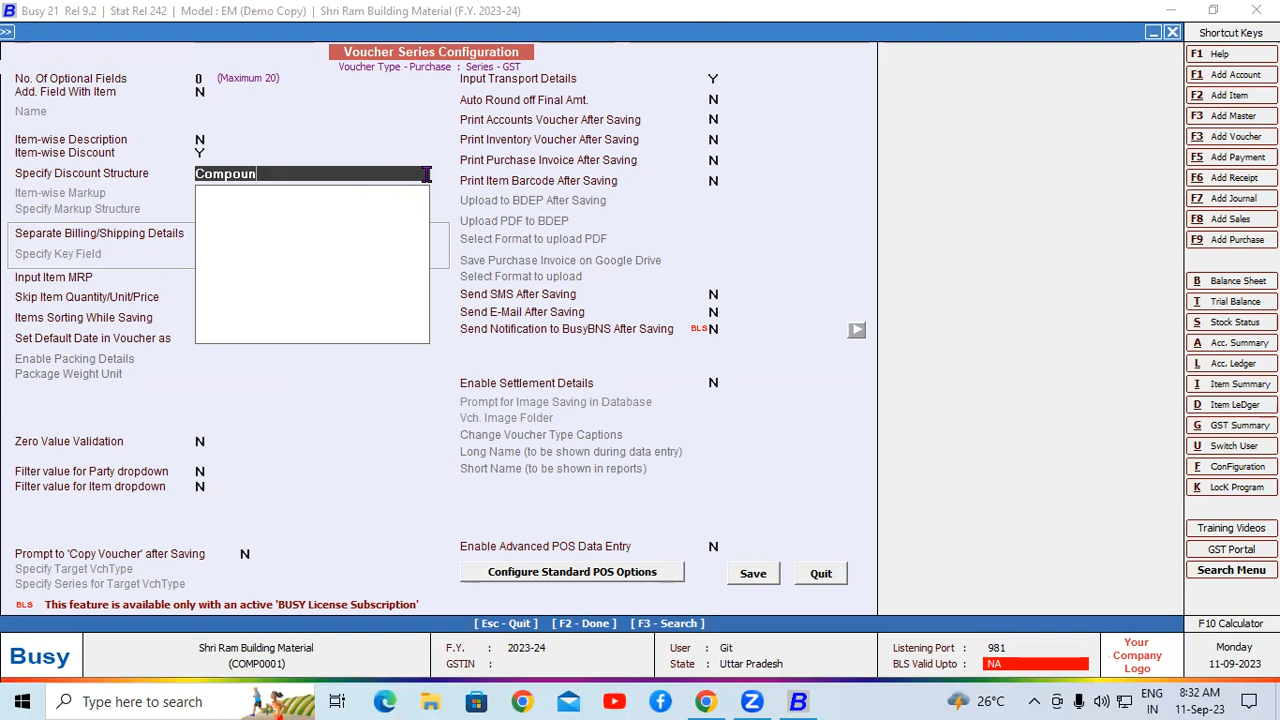 Busy 21 Rel 9.2 | Stat Rel 242 | Model : EM (Demo Copy) | Shri Ram Building Material (F.Y. 2023-24)
>>
Voucher Series Configuration
Voucher Type - Purchase : Series - GST
No. Of Optional Fields 0 (Maximum 20)
Add. Field With Item N
Name
Item-wise Description N
Item-wise Discount Y
Specify Discount Structure Compoun
Item-wise Markup
Specify Markup Structure
Separate Billing/Shipping Details
Specify Key Field
Input Item MRP
Skip Item Quantity/Unit/Price
Items Sorting While Saving
Set Default Date in Voucher as
Enable Packing Details
Package Weight Unit
Zero Value Validation N
Filter value for Party dropdown N
Filter value for Item dropdown N
Prompt to 'Copy Voucher' after Saving N
Specify Target VchType
Specify Series for Target VchType
BLS This feature is available only with an active 'BUSY License Subscription'
Input Transport Details Y
Auto Round off Final Amt. N
Print Accounts Voucher After Saving N
Print Inventory Voucher After Saving N
Print Purchase Invoice After Saving N
Print Item Barcode After Saving N
Upload to BDEP After Saving
Upload PDF to BDEP
Select Format to upload PDF
Save Purchase Invoice on Google Drive
Select Format to upload
Send SMS After Saving N
Send E-Mail After Saving N
Send Notification to BusyBNS After Saving BLS N
Enable Settlement Details N
Prompt for Image Saving in Database
Vch. Image Folder
Change Voucher Type Captions
Long Name (to be shown during data entry)
Short Name (to be shown in reports)
Enable Advanced POS Data Entry N
Configure Standard POS Options Save Quit
[ Esc - Quit ] [ F2 - Done ] [ F3 - Search ]
Shortcut Keys
F1 Help
F1 Add Account
F2 Add Item
F3 Add Master
F3 Add Voucher
F5 Add Payment
F6 Add Receipt
F7 Add Journal
F8 Add Sales
F9 Add Purchase
B Balance Sheet
T Trial Balance
S Stock Status
A Acc. Summary
L Acc. Ledger
I Item Summary
D Item LeDger
G GST Summary
U Switch User
F ConFiguration
K LocK Program
Training Videos
GST Portal
Search Menu
F10 Calculator
Busy
Shri Ram Building Material
(COMP0001)
F.Y. : 2023-24
GSTIN :
User : Git
State : Uttar Pradesh
Listening Port : 981
BLS Valid Upto : NA
Your
Company
Logo
Monday
11-09-2023
Type here to search
26°C
ENG
IN
8:32 AM
11-Sep-23